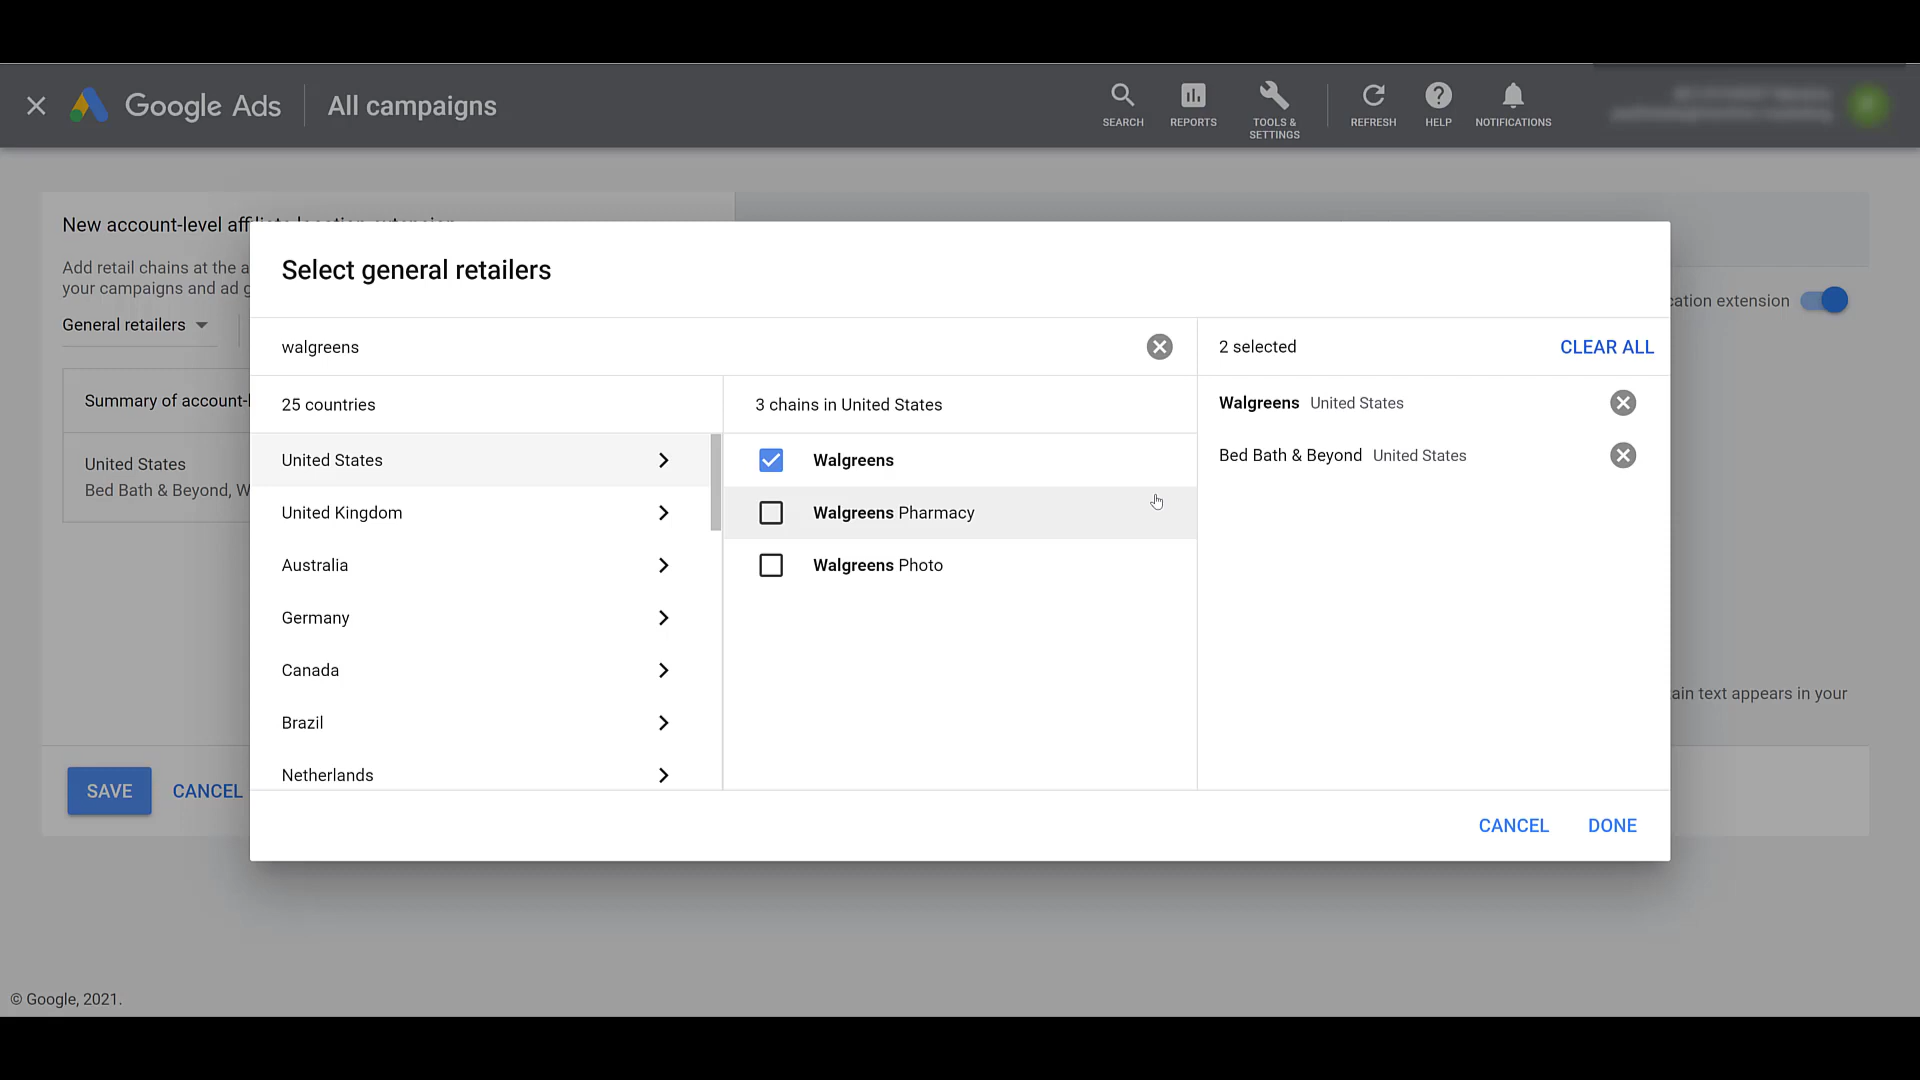 Google Ads
All campaigns
SEARCH
REPORTS
TOOLS &
SETTINGS
REFRESH
HELP
NOTIFICATIONS
New account-level affiliate location extension
Add retail chains at the a
your campaigns and ad g
General retailers
Summary of account-l
United States
Bed Bath & Beyond, W
SAVE
CANCEL
cation extension
ain text appears in your
Select general retailers
walgreens
25 countries
United States
United Kingdom
Australia
Germany
Canada
Brazil
Netherlands
3 chains in United States
Walgreens
Walgreens Pharmacy
Walgreens Photo
2 selected
CLEAR ALL
Walgreens United States
Bed Bath & Beyond United States
CANCEL
DONE
© Google, 2021.